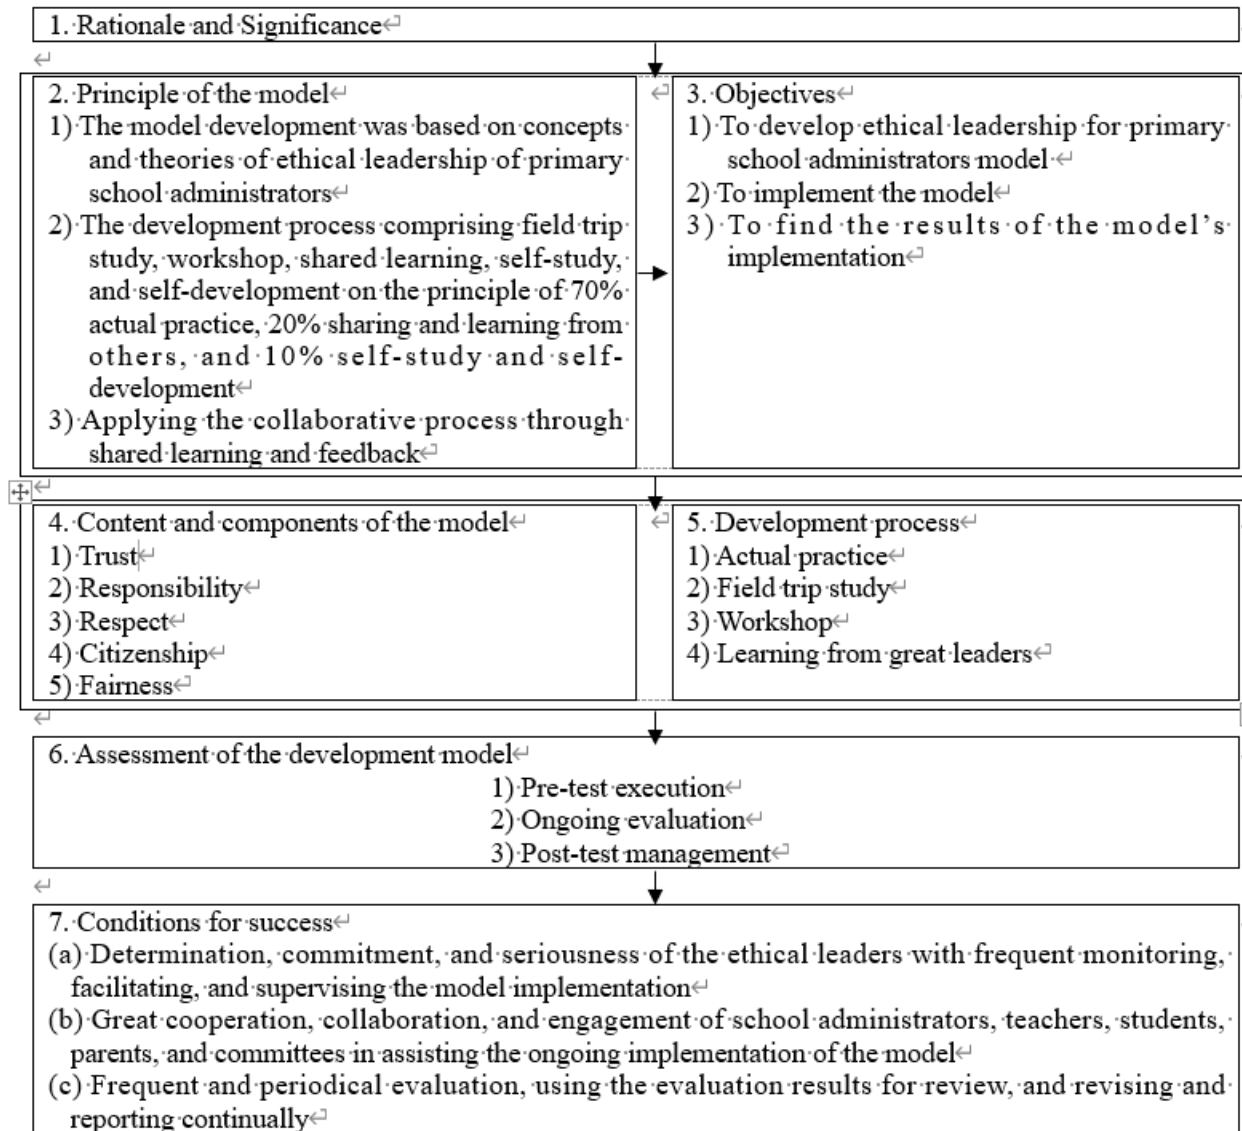 1. Rationale and Significance
2. Principle of the model
1) The model development was based on concepts
and theories of ethical leadership of primary
school administrators
2) The development process comprising field trip
study, workshop, shared learning, self-study,
and self-development on the principle of 70%
actual practice, 20% sharing and learning from
others, and 10% self-study and self-
development
3) Applying the collaborative process through
shared learning and feedback
3. Objectives
1) To develop ethical leadership for primary
school administrators model
2) To implement the model
3) To find the results of the model's
implementation
4. Content and components of the model
1) Trust
2) Responsibility
3) Respect
4) Citizenship
5) Fairness
5. Development process
1) Actual practice
2) Field trip study
3) Workshop
4) Learning from great leaders
6. Assessment of the development model
1) Pre-test execution
2) Ongoing evaluation
3) Post-test management
7. Conditions for success
(a) Determination, commitment, and seriousness of the ethical leaders with frequent monitoring,
facilitating, and supervising the model implementation
(b) Great cooperation, collaboration, and engagement of school administrators, teachers, students,
parents, and committees in assisting the ongoing implementation of the model
(c) Frequent and periodical evaluation, using the evaluation results for review, and revising and
reporting continually